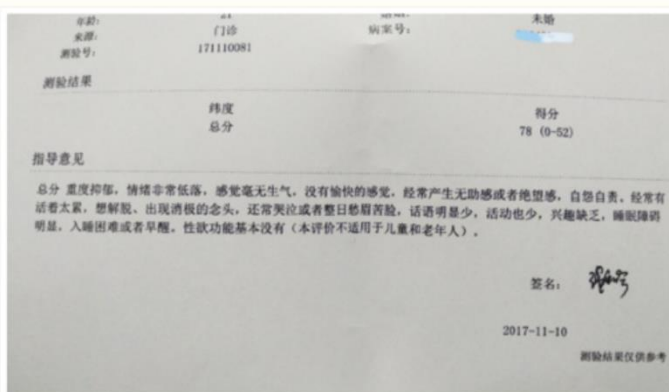 年龄: 21
未婚
来源: 门诊 病案号:
测验号: 171110081
测验结果
纬度 得分
总分 78 (0-52)
指导意见
总分 重度抑郁，情绪非常低落，感觉毫无生气，没有愉快的感觉，经常产生无助感或者绝望感，自怨自责，经常有
活着太累，想解脱、出现消极的念头，还常哭泣或者整日愁眉苦脸，话语明显少，活动也少，兴趣缺乏，睡眠障碍
明显，入睡困难或者早醒，性欲功能基本没有（本评价不适用于儿童和老年人）。
签名:
2017-11-10
测验结果仅供参考